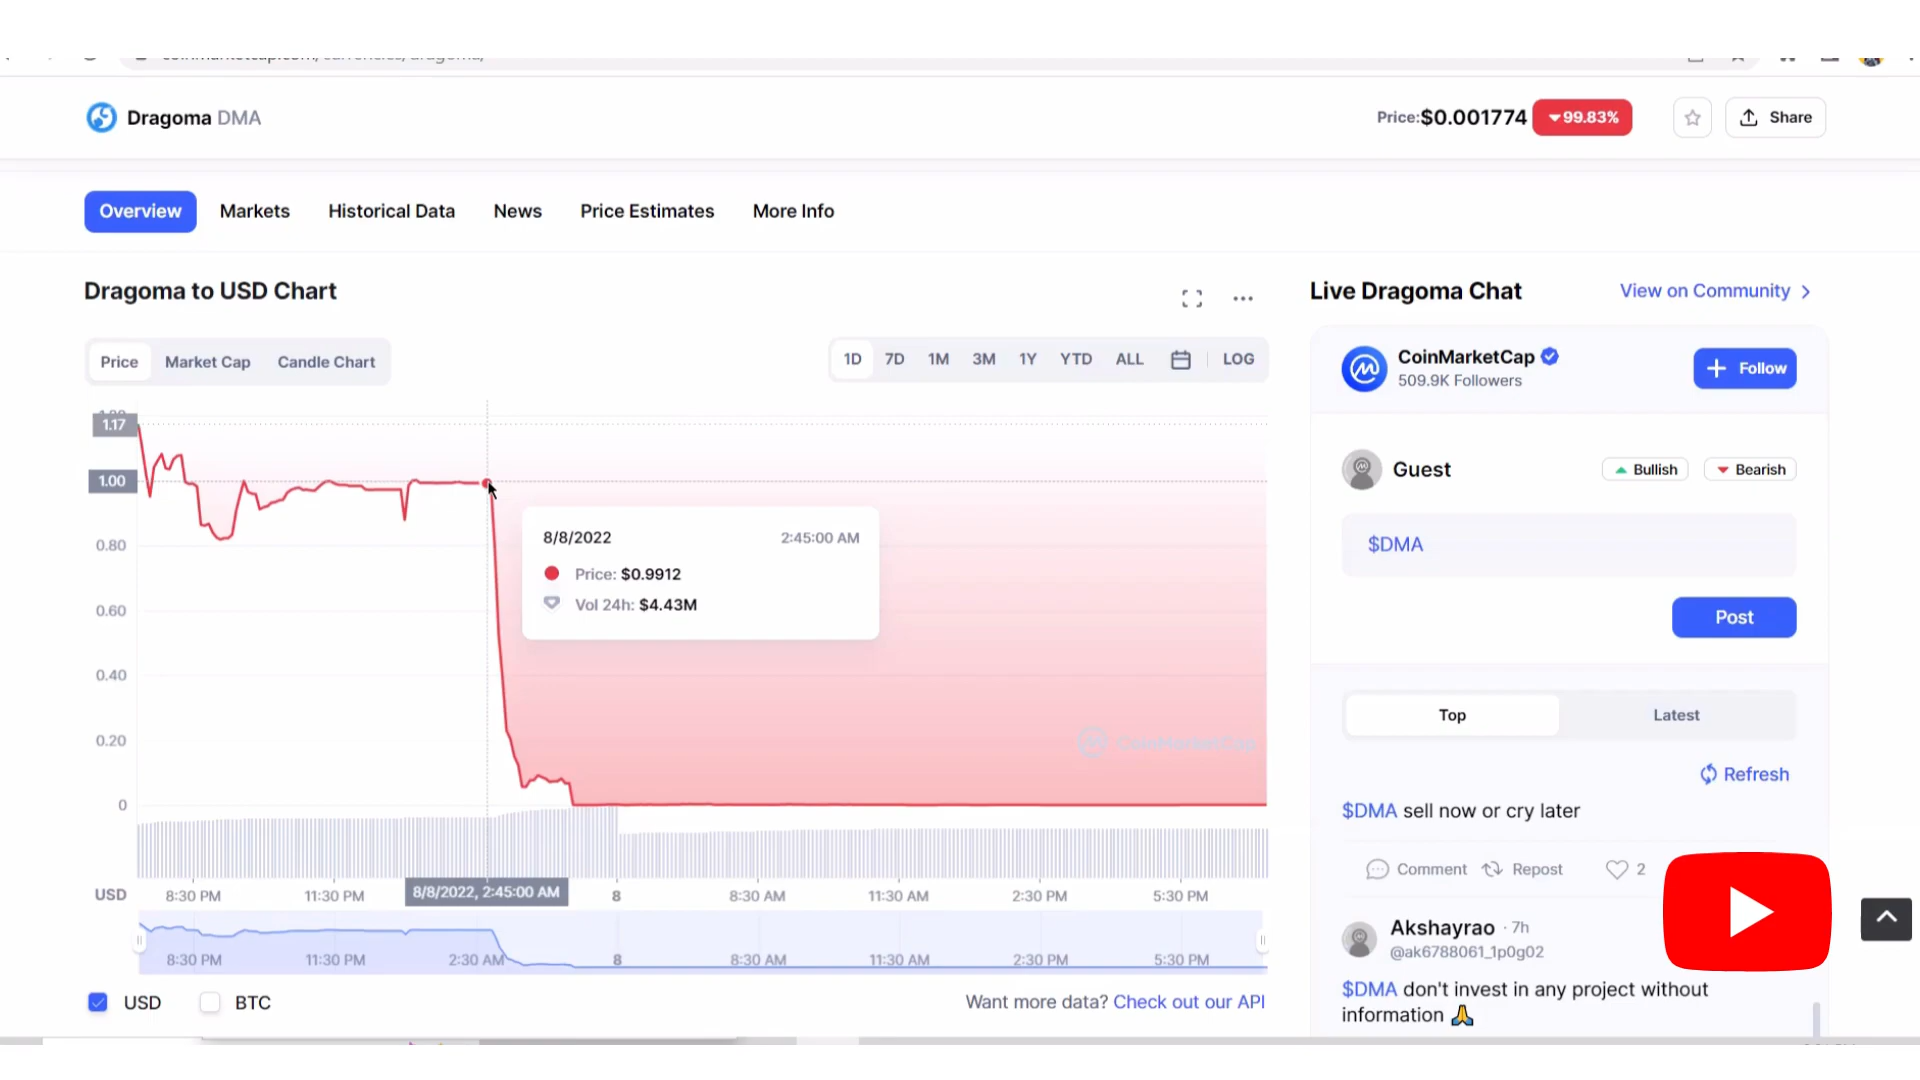 Dragoma DMA
Price:$0.001774 99.83% Share
Overview Markets Historical Data News Price Estimates More Info
Dragoma to USD Chart
Price Market Cap Candle Chart
1D 7D 1M 3M 1Y YTD ALL LOG
1.17
1.00
0.80
0.60
0.40
0.20
0
8/8/2022 2:45:00 AM
Price: $0.9912
Vol 24h: $4.43M
CoinMarketCap
USD 8:30 PM 11:30 PM 8/8/2022, 2:45:00 AM 8 8:30 AM 11:30 AM 2:30 PM 5:30 PM
8:30 PM 11:30 PM 2:30 AM 8 8:30 AM 11:30 AM 2:30 PM 5:30 PM
USD BTC
Want more data? Check out our API
Live Dragoma Chat View on Community
CoinMarketCap
509.9K Followers
Follow
Guest Bullish Bearish
$DMA
Post
Top Latest
Refresh
$DMA sell now or cry later
Comment Repost 2
Akshayrao · 7h
@ak6788061_1p0g02
$DMA don't invest in any project without
information 🙏